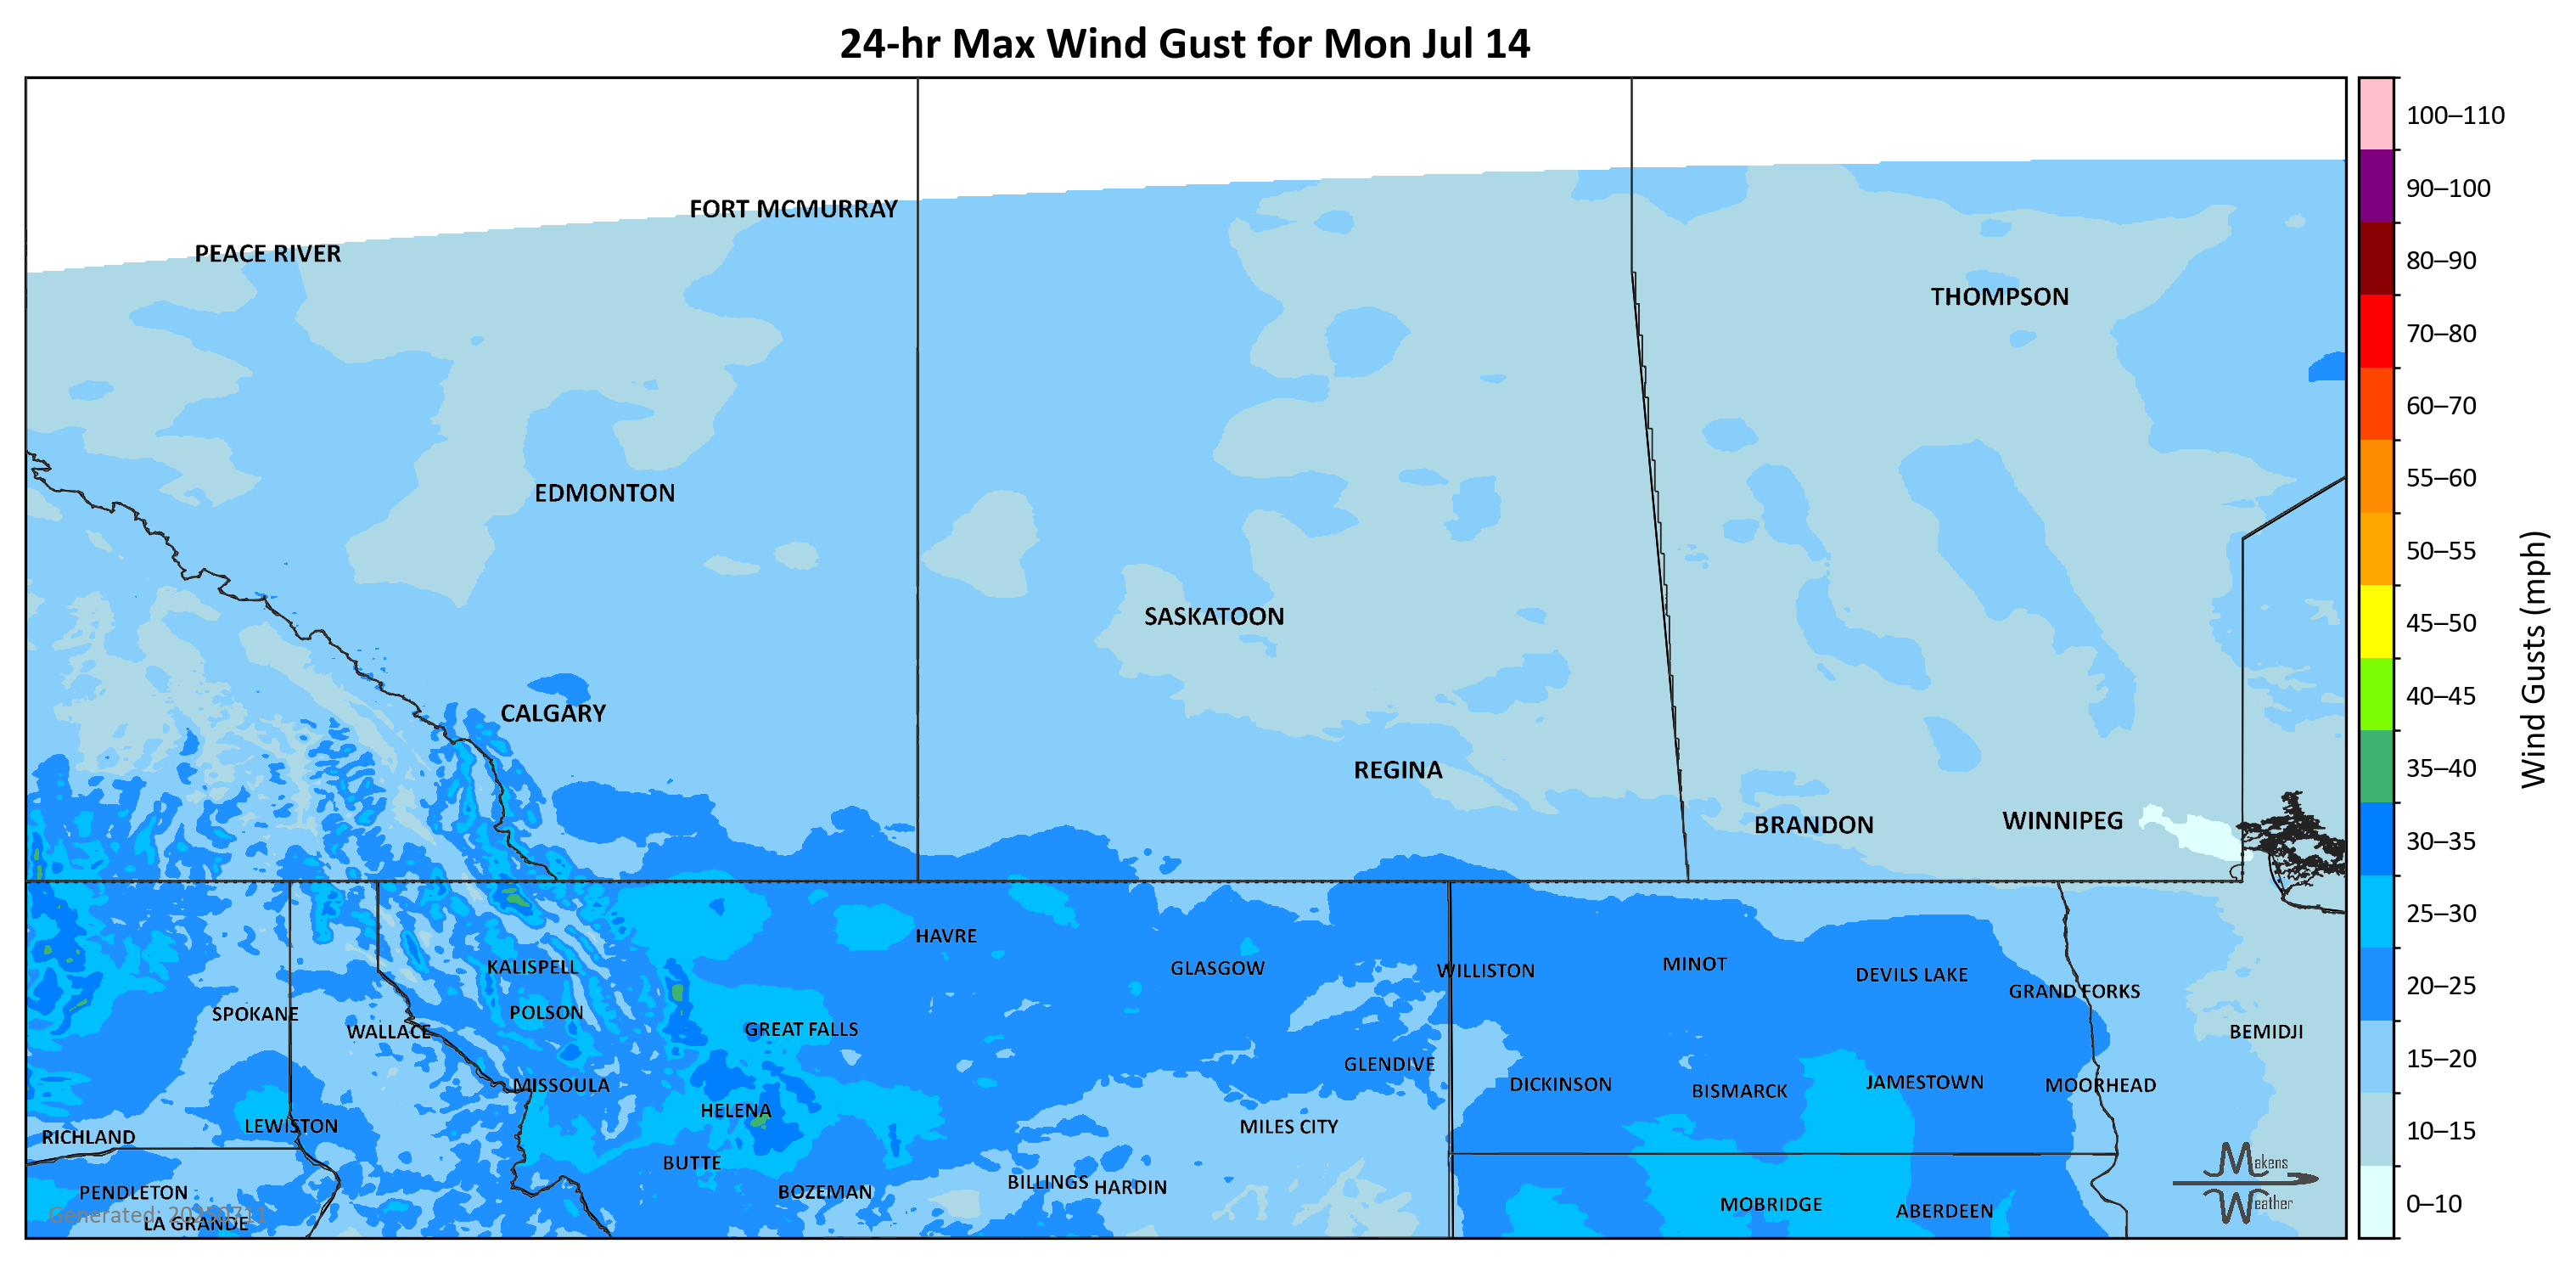 24-hr Max Wind Gust for Mon Jul 14
100–110
90–100
80–90
70–80
60–70
55–60
50–55
45–50
40–45
35–40
30–35
25–30
20–25
15–20
10–15
0–10
Wind Gusts (mph)
FORT MCMURRAY
PEACE RIVER
THOMPSON
EDMONTON
SASKATOON
CALGARY
REGINA
BRANDON
WINNIPEG
HAVRE
KALISPELL
GLASGOW
WILLISTON
MINOT
DEVILS LAKE
GRAND FORKS
SPOKANE
POLSON
WALLACE
GREAT FALLS
BEMIDJI
GLENDIVE
MISSOULA
DICKINSON
BISMARCK
JAMESTOWN
MOORHEAD
HELENA
LEWISTON
MILES CITY
RICHLAND
BUTTE
BILLINGS
HARDIN
PENDLETON
BOZEMAN
MOBRIDGE
ABERDEEN
Generated: 20250711
LA GRANDE
Makens
Weather